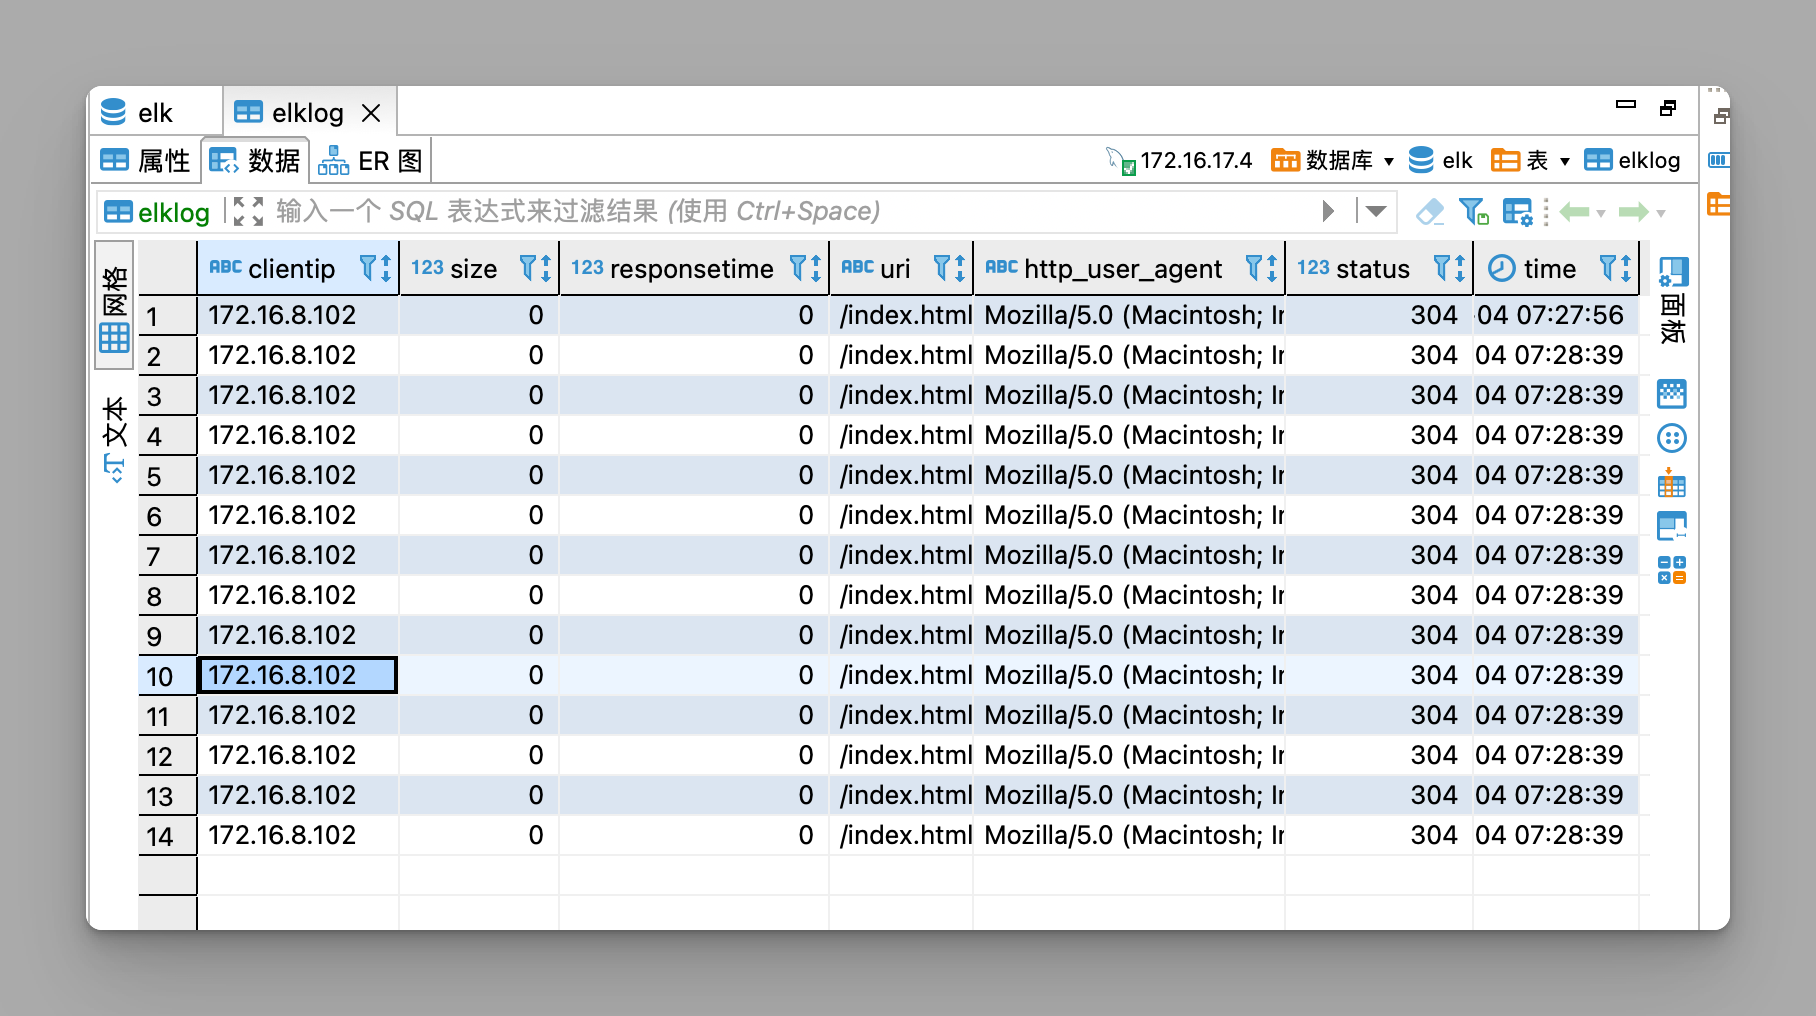 elk elklog
属性 数据 ER 图 172.16.17.4 数据库 elk 表 elklog
elklog 输入一个 SQL 表达式来过滤结果 (使用 Ctrl+Space)
网格
文本
面板
ABC clientip 123 size 123 responsetime ABC uri ABC http_user_agent 123 status time
1 172.16.8.102 0 0 /index.html Mozilla/5.0 (Macintosh; Ir 304 04 07:27:56
2 172.16.8.102 0 0 /index.html Mozilla/5.0 (Macintosh; Ir 304 04 07:28:39
3 172.16.8.102 0 0 /index.html Mozilla/5.0 (Macintosh; Ir 304 04 07:28:39
4 172.16.8.102 0 0 /index.html Mozilla/5.0 (Macintosh; Ir 304 04 07:28:39
5 172.16.8.102 0 0 /index.html Mozilla/5.0 (Macintosh; Ir 304 04 07:28:39
6 172.16.8.102 0 0 /index.html Mozilla/5.0 (Macintosh; Ir 304 04 07:28:39
7 172.16.8.102 0 0 /index.html Mozilla/5.0 (Macintosh; Ir 304 04 07:28:39
8 172.16.8.102 0 0 /index.html Mozilla/5.0 (Macintosh; Ir 304 04 07:28:39
9 172.16.8.102 0 0 /index.html Mozilla/5.0 (Macintosh; Ir 304 04 07:28:39
10 172.16.8.102 0 0 /index.html Mozilla/5.0 (Macintosh; Ir 304 04 07:28:39
11 172.16.8.102 0 0 /index.html Mozilla/5.0 (Macintosh; Ir 304 04 07:28:39
12 172.16.8.102 0 0 /index.html Mozilla/5.0 (Macintosh; Ir 304 04 07:28:39
13 172.16.8.102 0 0 /index.html Mozilla/5.0 (Macintosh; Ir 304 04 07:28:39
14 172.16.8.102 0 0 /index.html Mozilla/5.0 (Macintosh; Ir 304 04 07:28:39